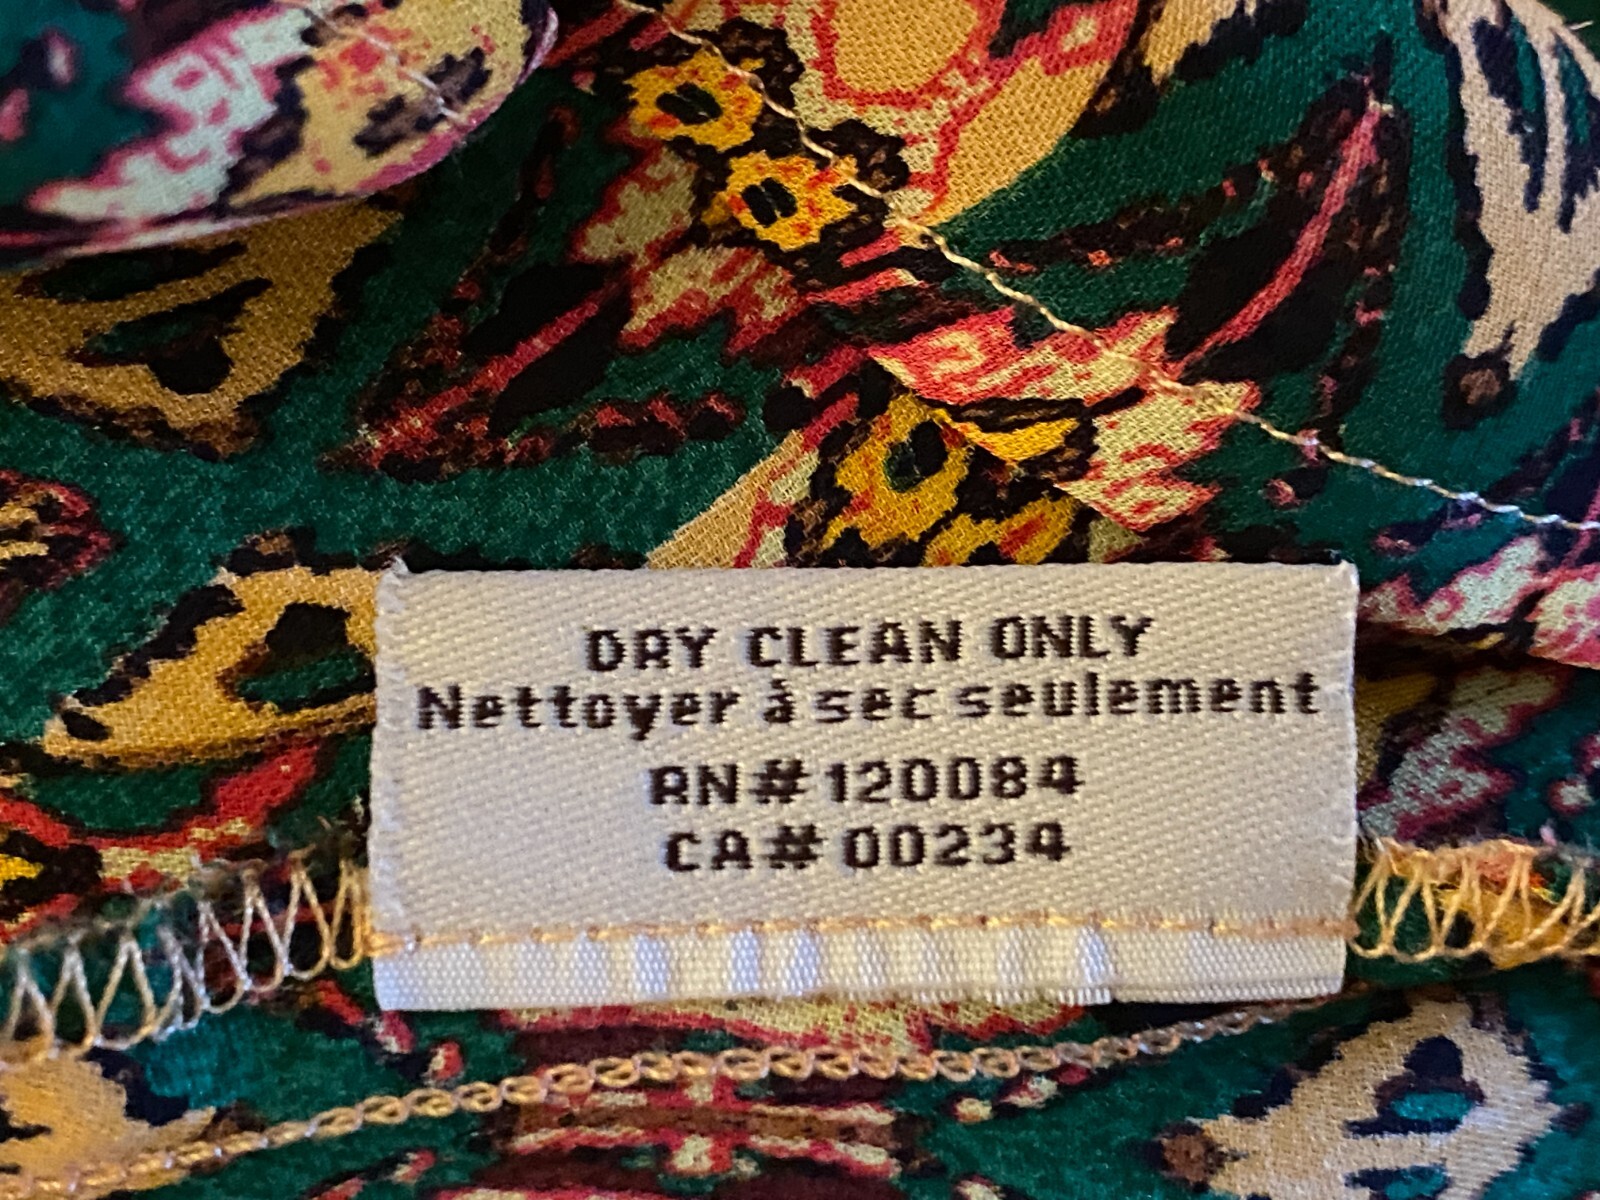 DRY CLEAN ONLY
Nettoyer à sec seulement
RN# 120084
CA# 00234